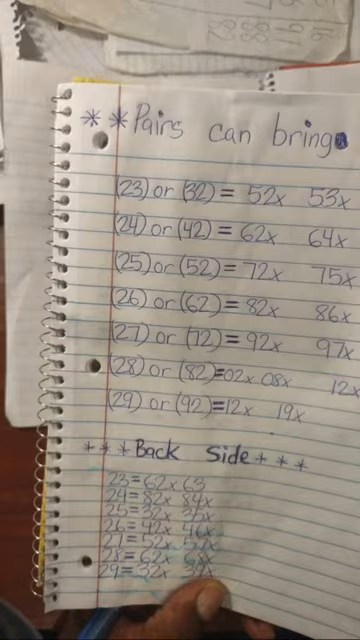 **Pairs can bring
(23) or (32) = 52x 53x
(24) or (42) = 62x 64x
(25) or (52) = 72x 75x
(26) or (62) = 82x 86x
(27) or (72) = 92x 97x
(28) or (82) = 02x 08x 12x
(29) or (92) = 12x 19x
***Back Side***
23 = 62x 63
24 = 82x 84x
25 = 32x 35x
26 = 42x 46x
27 = 52x
28 = 62x
29 = 32x